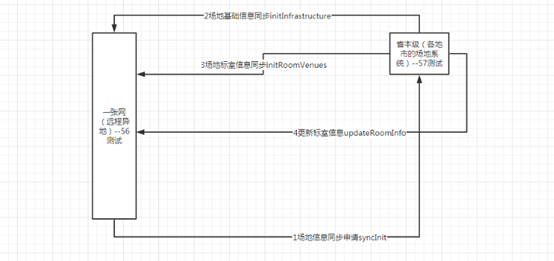 2场地基础信息同步initInfrastructure
省本级（各地
市的场地系
统）--57测试
3场地标室信息同步initRoomVenues
一张网
（远程异
地）--56
测试
4更新标室信息updateRoomInfo
1场地信息同步申请syncInit